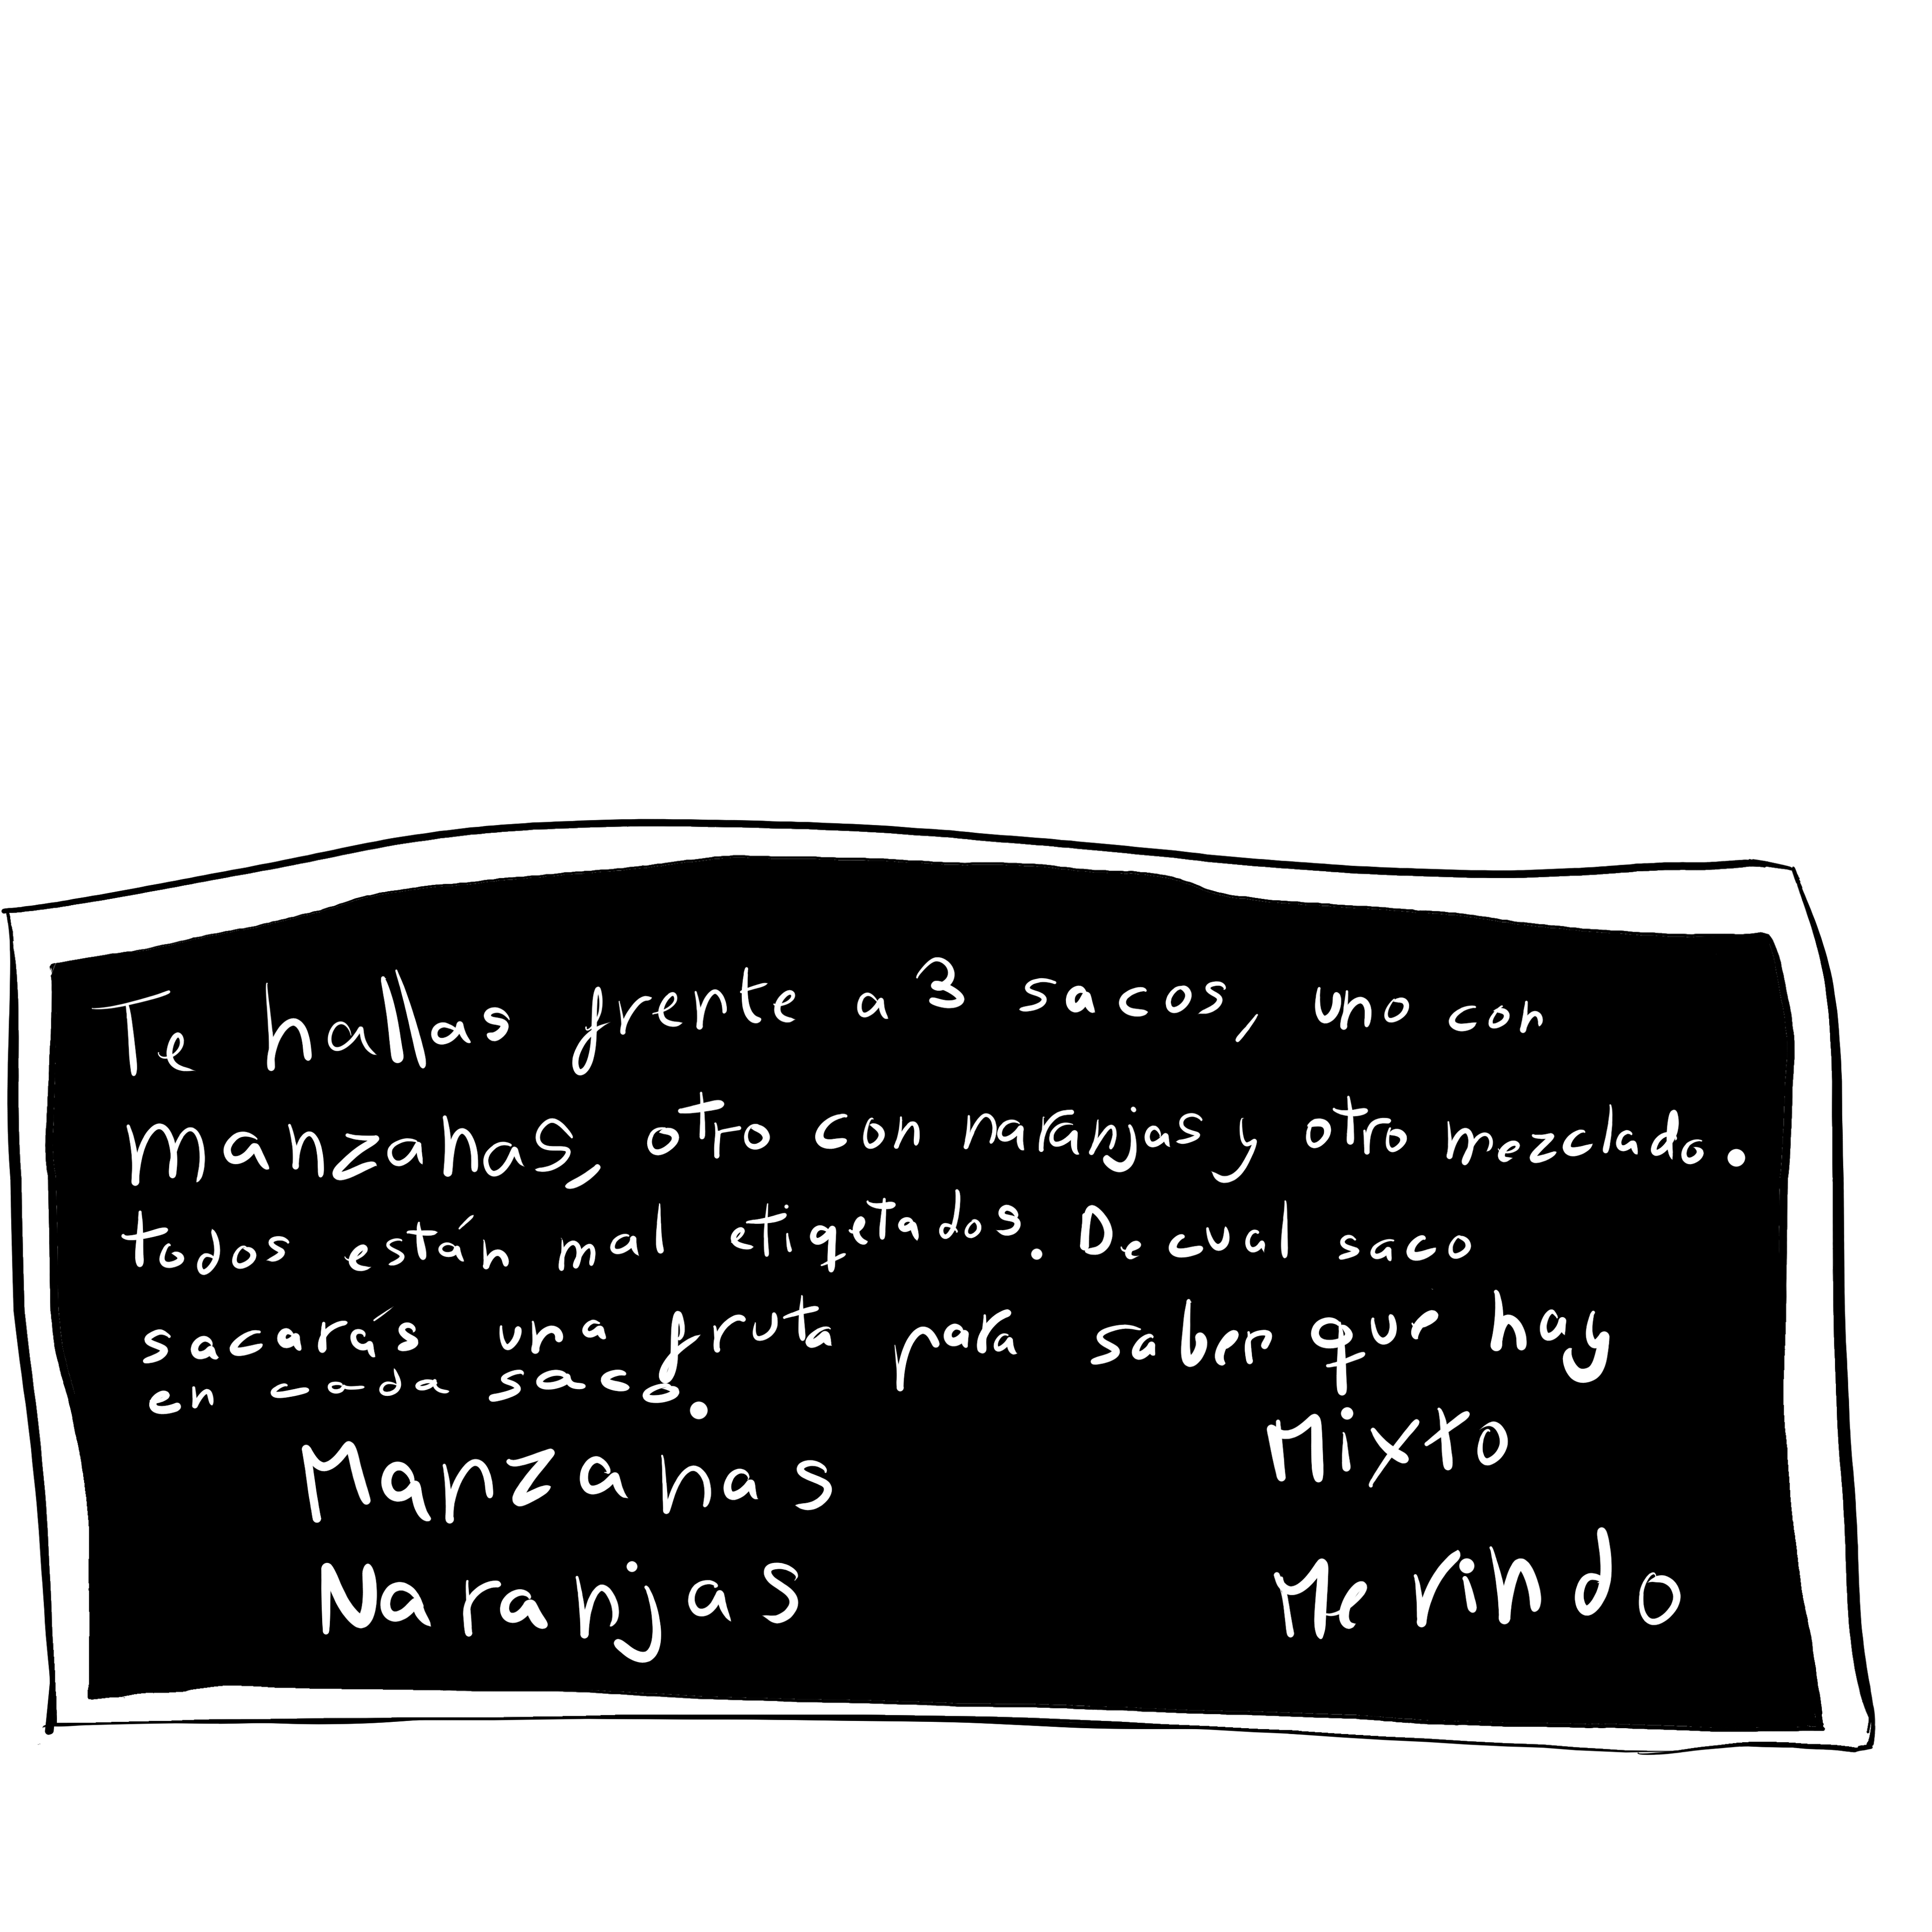 Te hallas frente a 3 sacos, uno con
manzanas, otro con naranjas y otro mezclado.
todos están mal etiqetados. De cual saco
sacarás una fruta para saber que hay
en cada saco.
Manzanas Mixto
Naranjas Me rindo